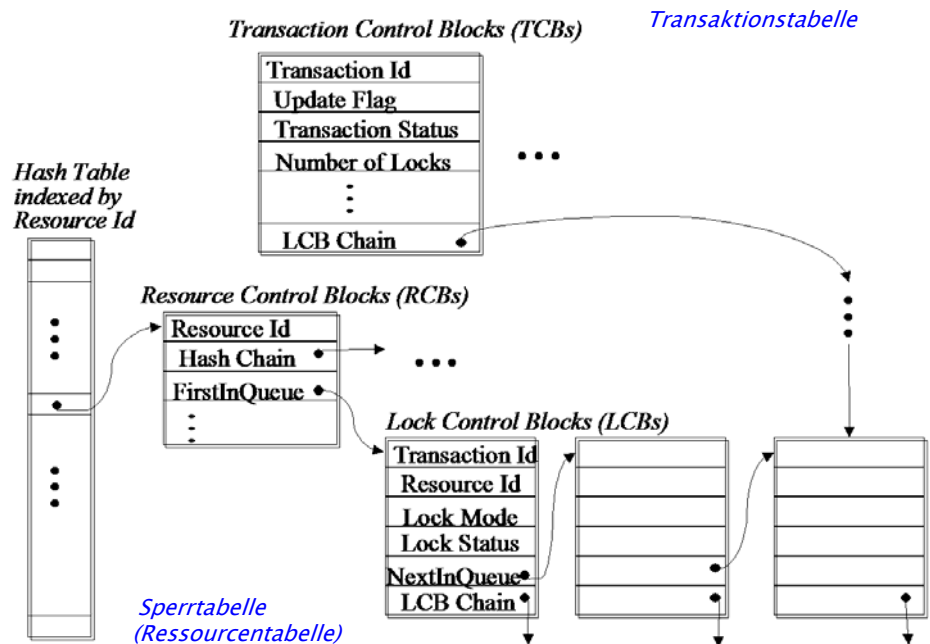 Transaction Control Blocks (TCBs)
Transaktionstabelle
Transaction Id
Update Flag
Transaction Status
Number of Locks
LCB Chain
Hash Table
indexed by
Resource Id
Resource Control Blocks (RCBs)
Resource Id
Hash Chain
FirstInQueue
Lock Control Blocks (LCBs)
Transaction Id
Resource Id
Lock Mode
Lock Status
NextInQueue
LCB Chain
Sperrtabelle
(Ressourcentabelle)